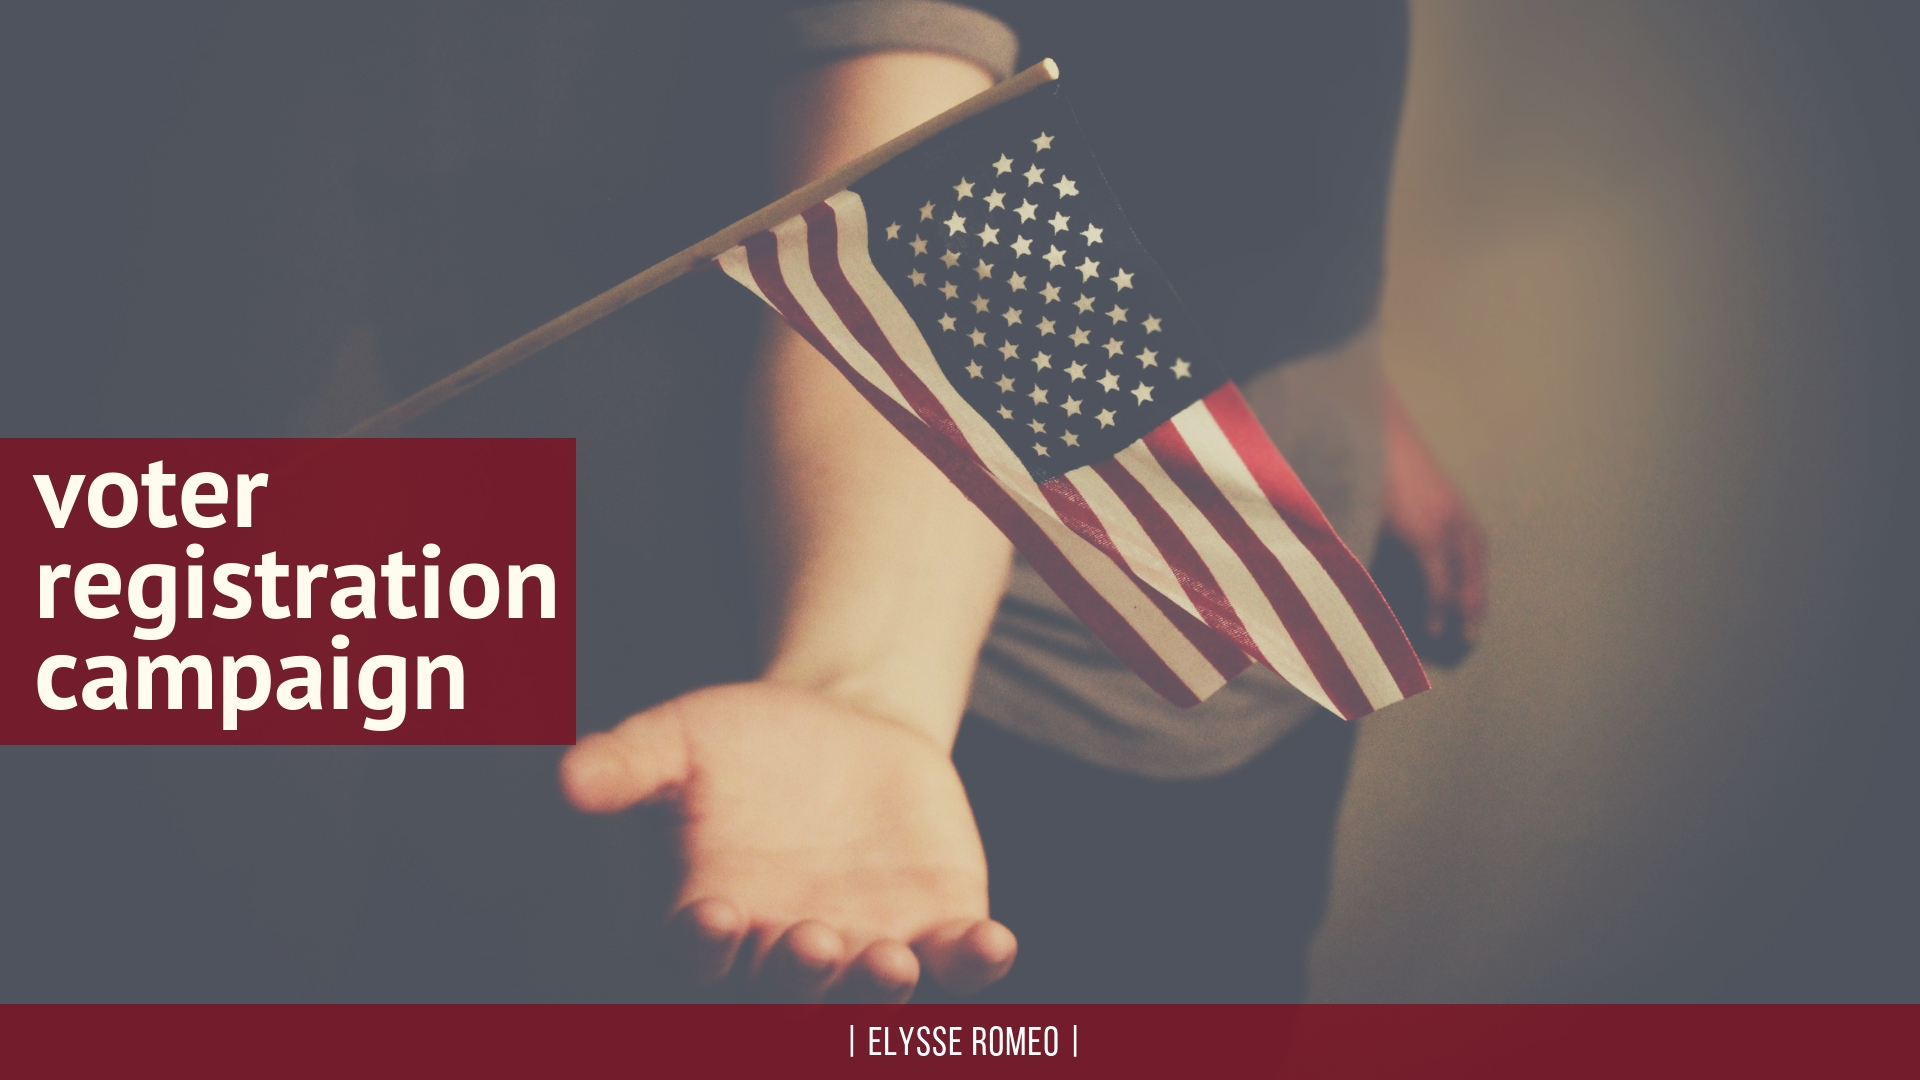 voter
registration
campaign
| ELYSSE ROMEO |